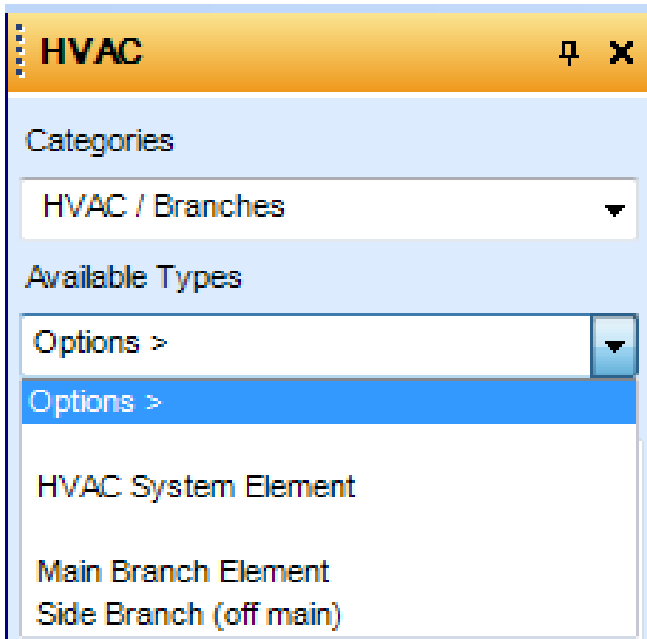 HVAC
Categories
HVAC / Branches
Available Types
Options >
Options >
HVAC System Element
Main Branch Element
Side Branch (off main)